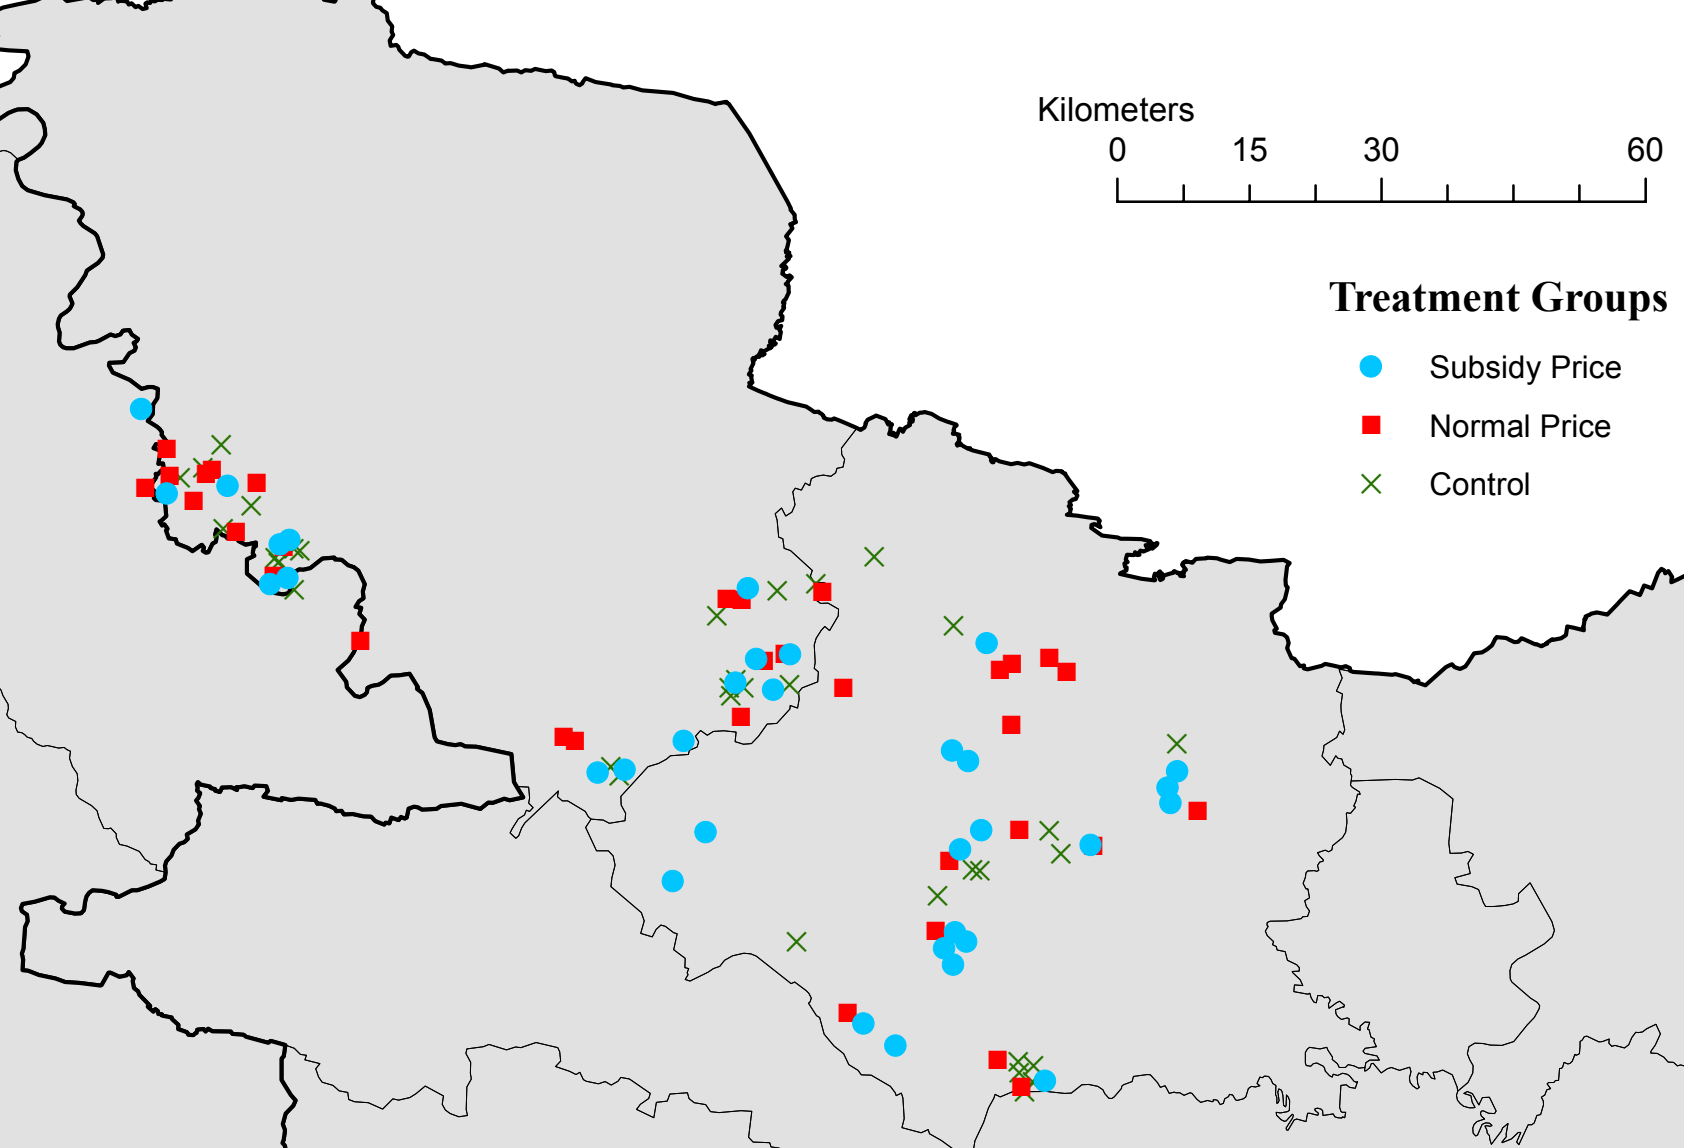 Kilometers
0 15 30 60
Treatment Groups
Subsidy Price
Normal Price
Control